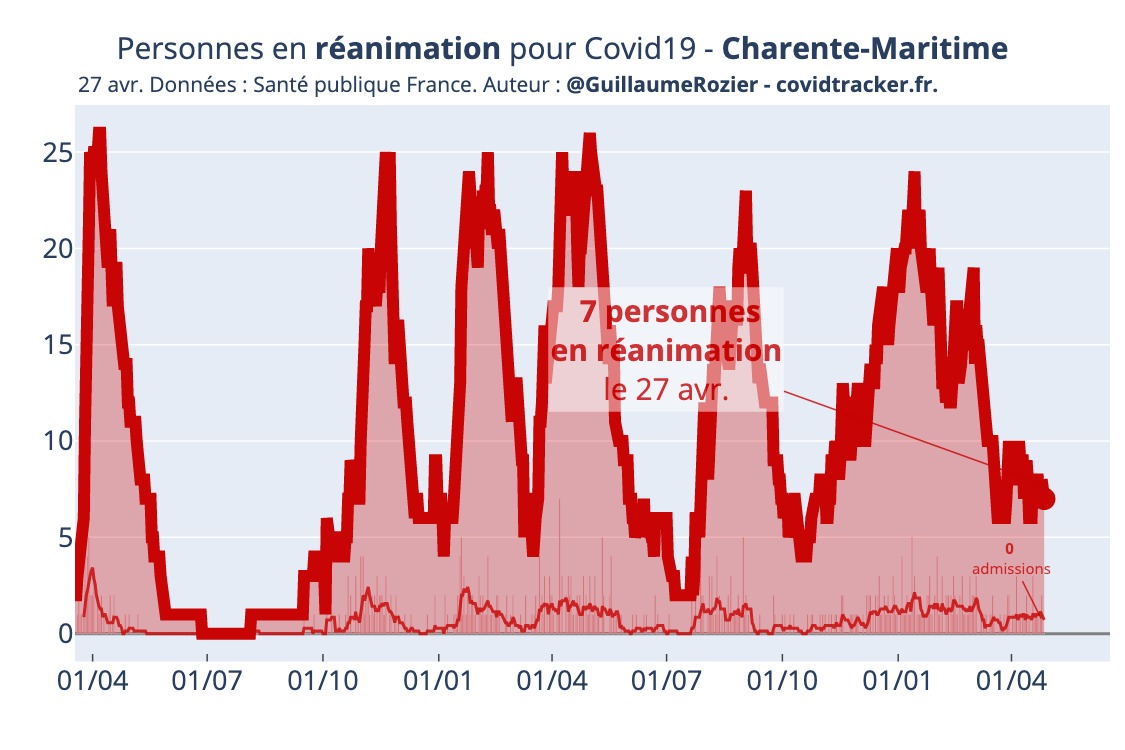 Personnes en réanimation pour Covid19 - Charente-Maritime
27 avr. Données : Santé publique France. Auteur : @GuillaumeRozier - covidtracker.fr.
25
20
15
10
5
0
7 personnes
en réanimation
le 27 avr.
0
admissions
01/04 01/07 01/10 01/01 01/04 01/07 01/10 01/01 01/04